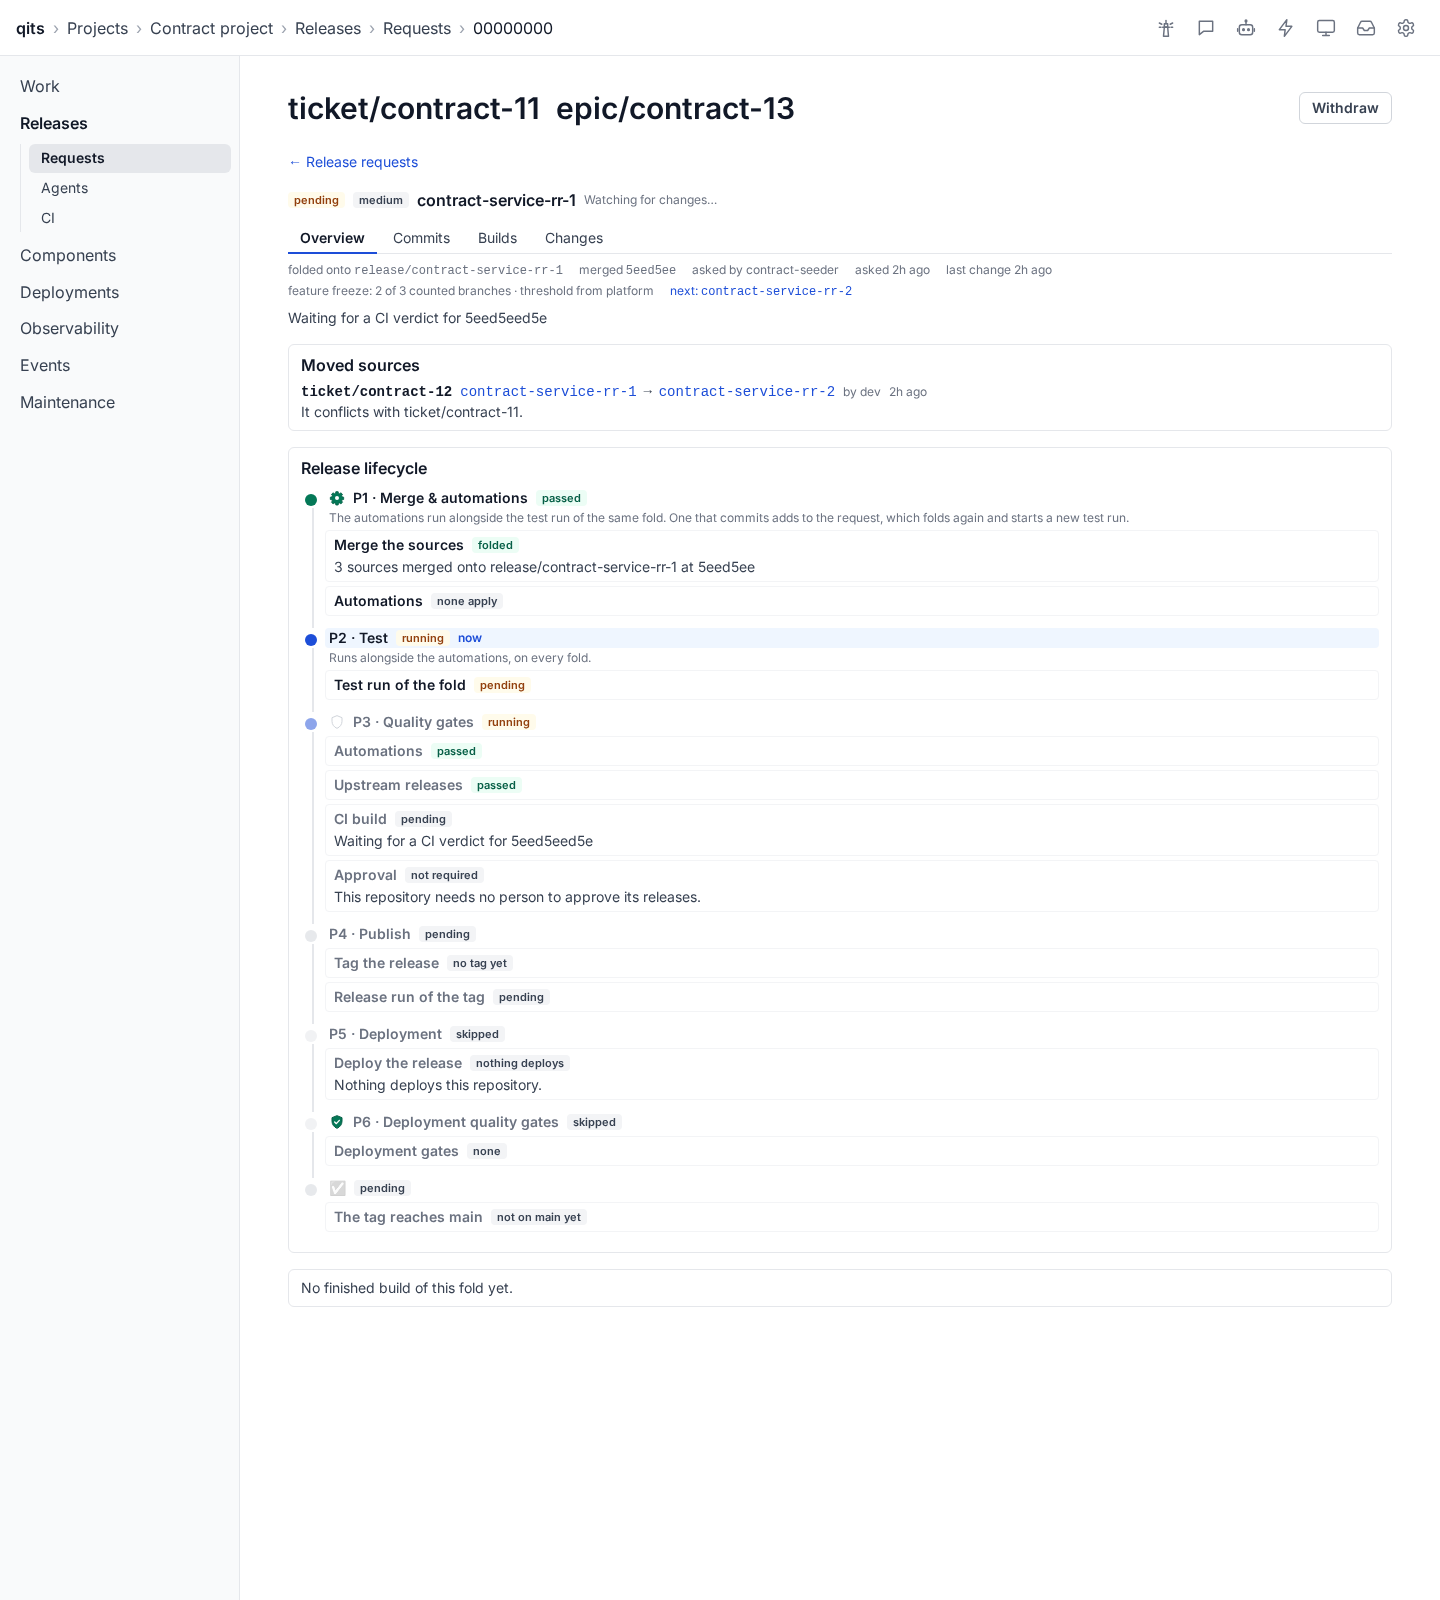 qits › Projects › Contract project › Releases › Requests › 00000000
Work
Releases
Requests
Agents
CI
Components
Deployments
Observability
Events
Maintenance
ticket/contract-11 epic/contract-13
Withdraw
← Release requests
pending medium contract-service-rr-1 Watching for changes…
Overview Commits Builds Changes
folded onto release/contract-service-rr-1 merged 5eed5ee asked by contract-seeder asked 2h ago last change 2h ago
feature freeze: 2 of 3 counted branches · threshold from platform next: contract-service-rr-2
Waiting for a CI verdict for 5eed5eed5e
Moved sources
ticket/contract-12 contract-service-rr-1 → contract-service-rr-2 by dev 2h ago
It conflicts with ticket/contract-11.
Release lifecycle
P1 · Merge & automations passed
The automations run alongside the test run of the same fold. One that commits adds to the request, which folds again and starts a new test run.
Merge the sources folded
3 sources merged onto release/contract-service-rr-1 at 5eed5ee
Automations none apply
P2 · Test running now
Runs alongside the automations, on every fold.
Test run of the fold pending
P3 · Quality gates running
Automations passed
Upstream releases passed
CI build pending
Waiting for a CI verdict for 5eed5eed5e
Approval not required
This repository needs no person to approve its releases.
P4 · Publish pending
Tag the release no tag yet
Release run of the tag pending
P5 · Deployment skipped
Deploy the release nothing deploys
Nothing deploys this repository.
P6 · Deployment quality gates skipped
Deployment gates none
pending
The tag reaches main not on main yet
No finished build of this fold yet.